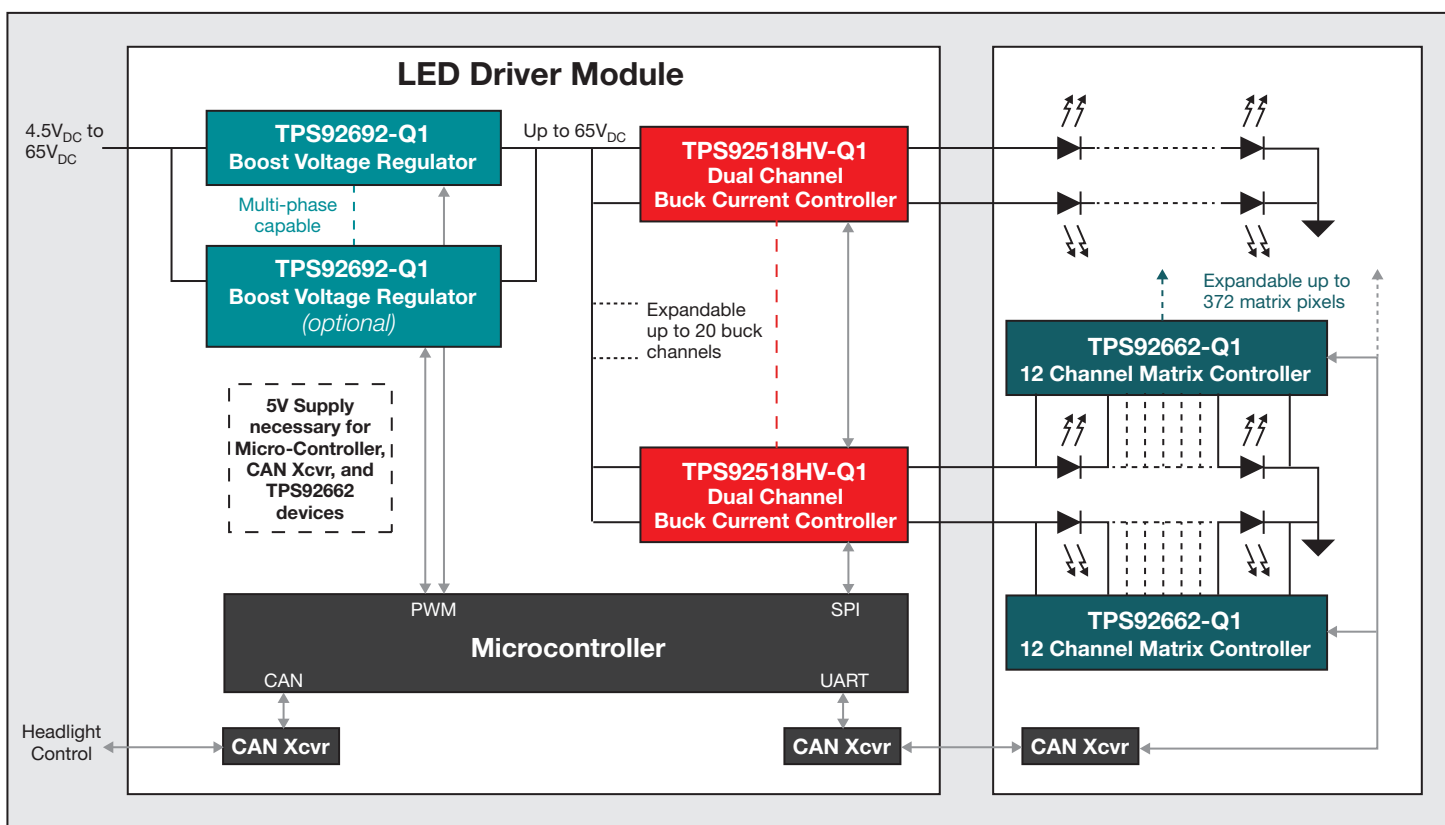 LED Driver Module
4.5VDC to
65VDC
TPS92692-Q1
Boost Voltage Regulator
Multi-phase
capable
TPS92692-Q1
Boost Voltage Regulator
(optional)
Up to 65VDC
TPS92518HV-Q1
Dual Channel
Buck Current Controller
Expandable
up to 20 buck
channels
TPS92518HV-Q1
Dual Channel
Buck Current Controller
5V Supply
necessary for
Micro-Controller,
CAN Xcvr, and
TPS92662
devices
PWM
SPI
Microcontroller
CAN
UART
Headlight
Control
CAN Xcvr
CAN Xcvr
CAN Xcvr
Expandable up to
372 matrix pixels
TPS92662-Q1
12 Channel Matrix Controller
TPS92662-Q1
12 Channel Matrix Controller